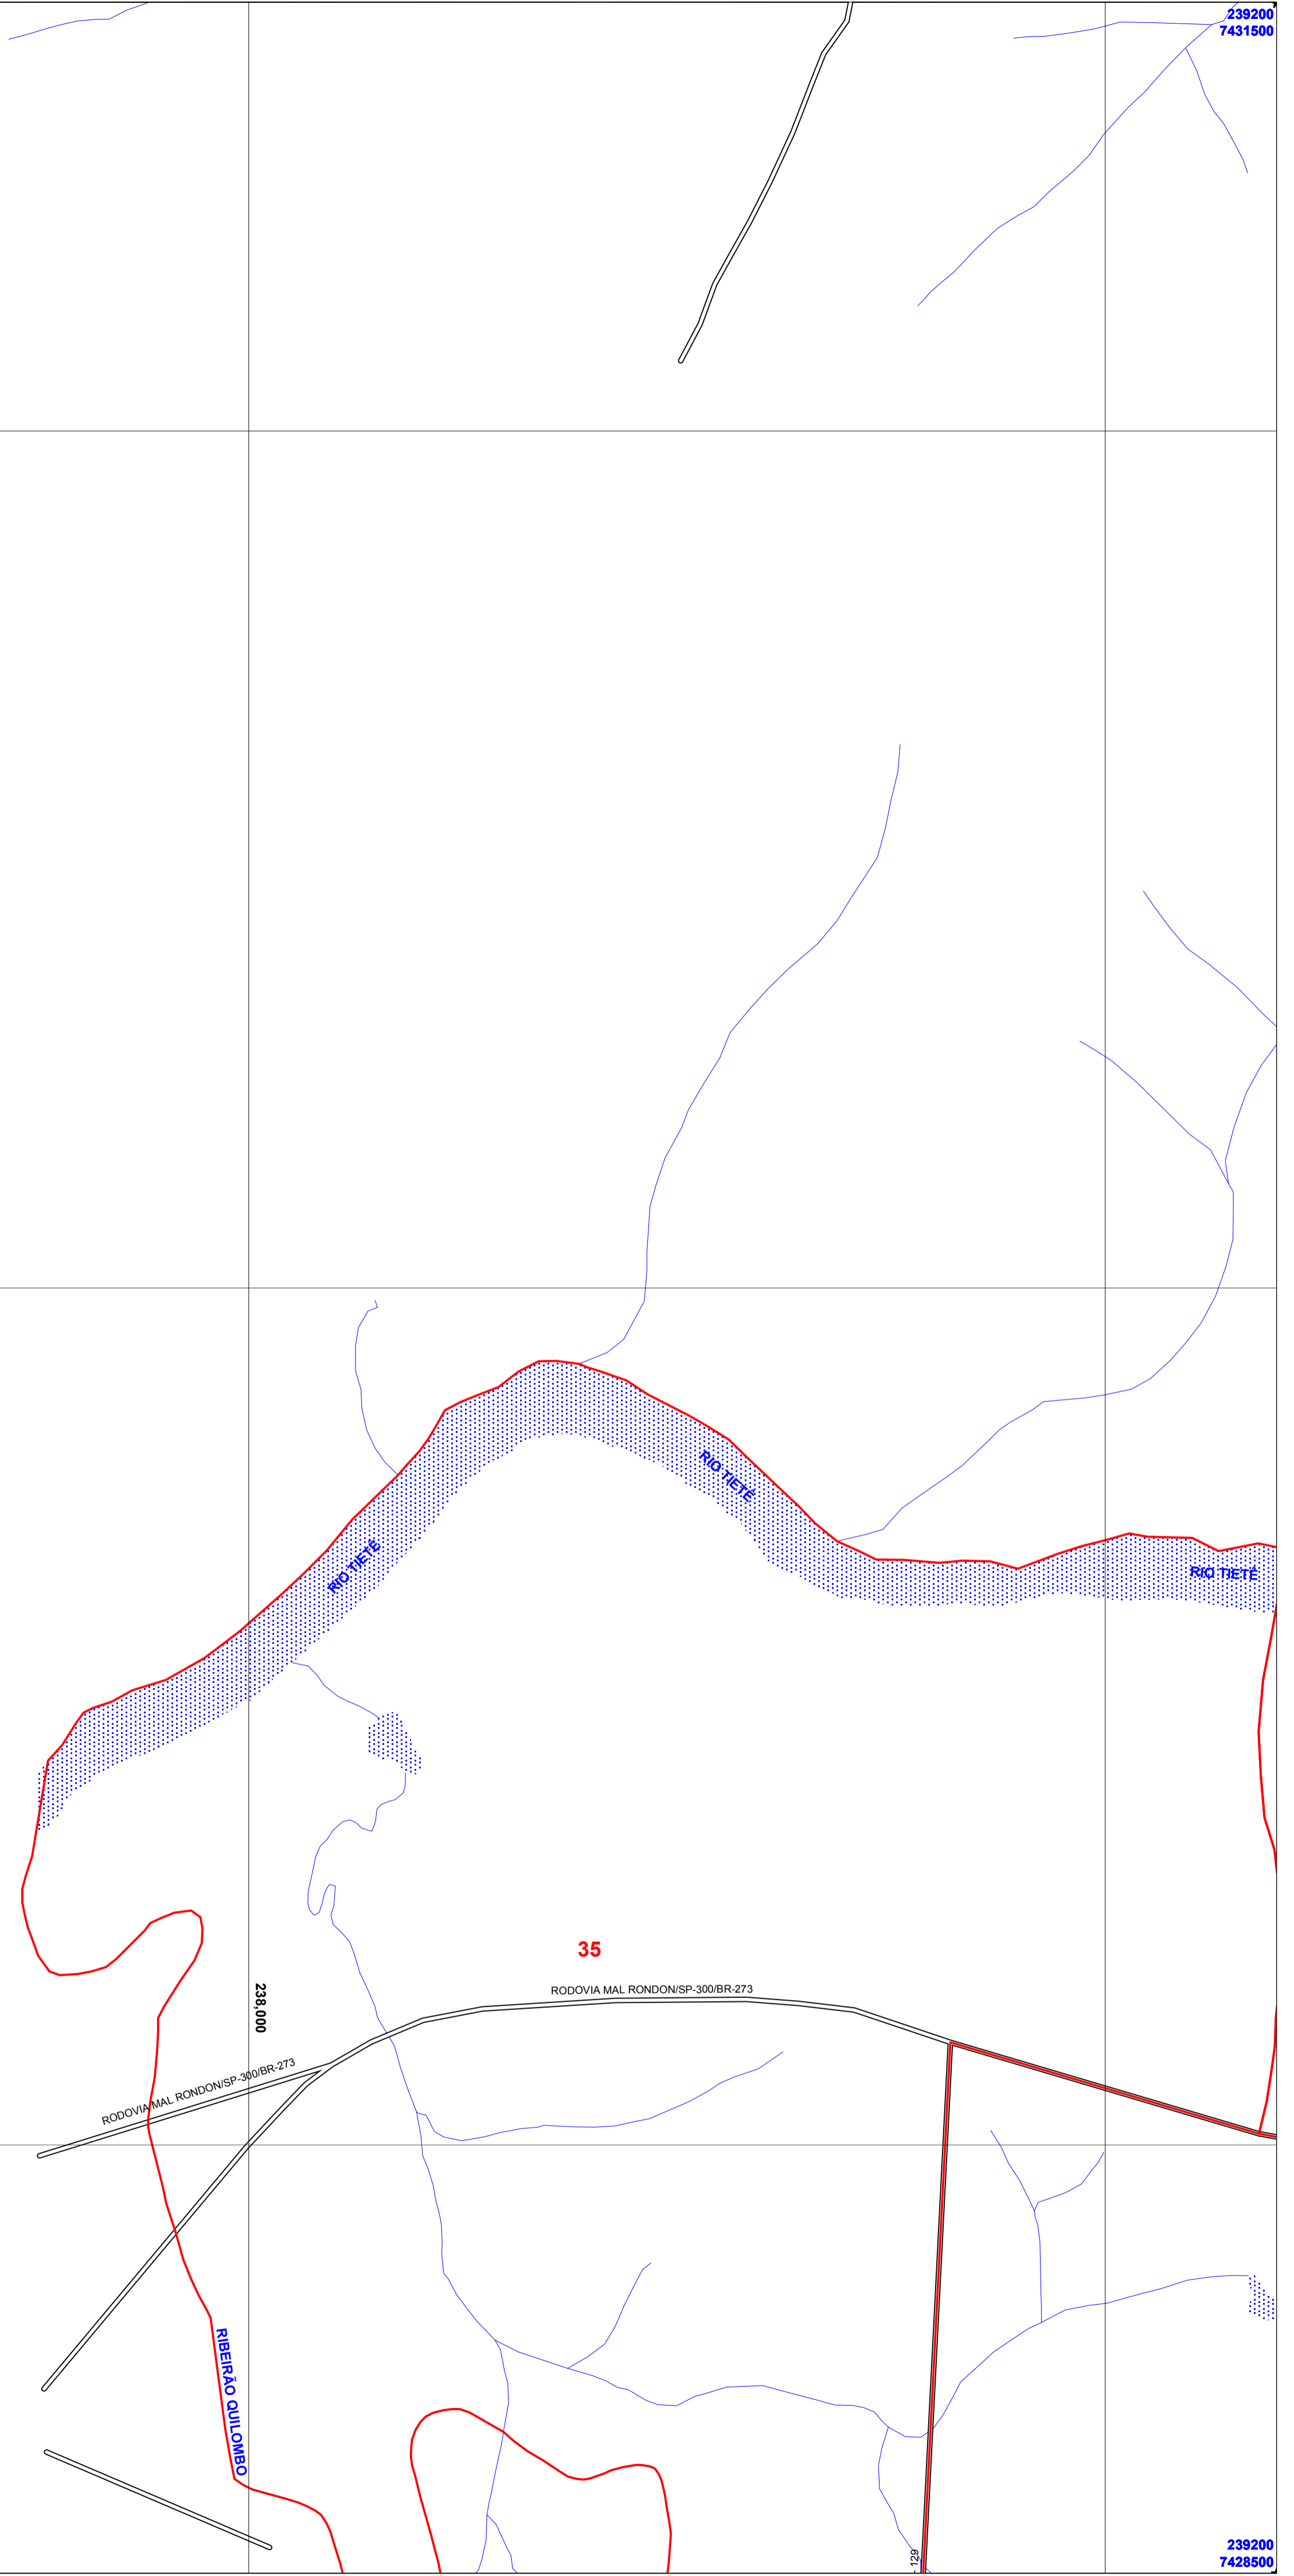 239200
7431500
RIO TIETÊ
RIO TIETÊ
RIO TIETÊ
35
RODOVIA MAL RONDON/SP-300/BR-273
238,000
RODOVIA MAL RONDON/SP-300/BR-273
RIBEIRÃO QUILOMBO
- 129
239200
7428500